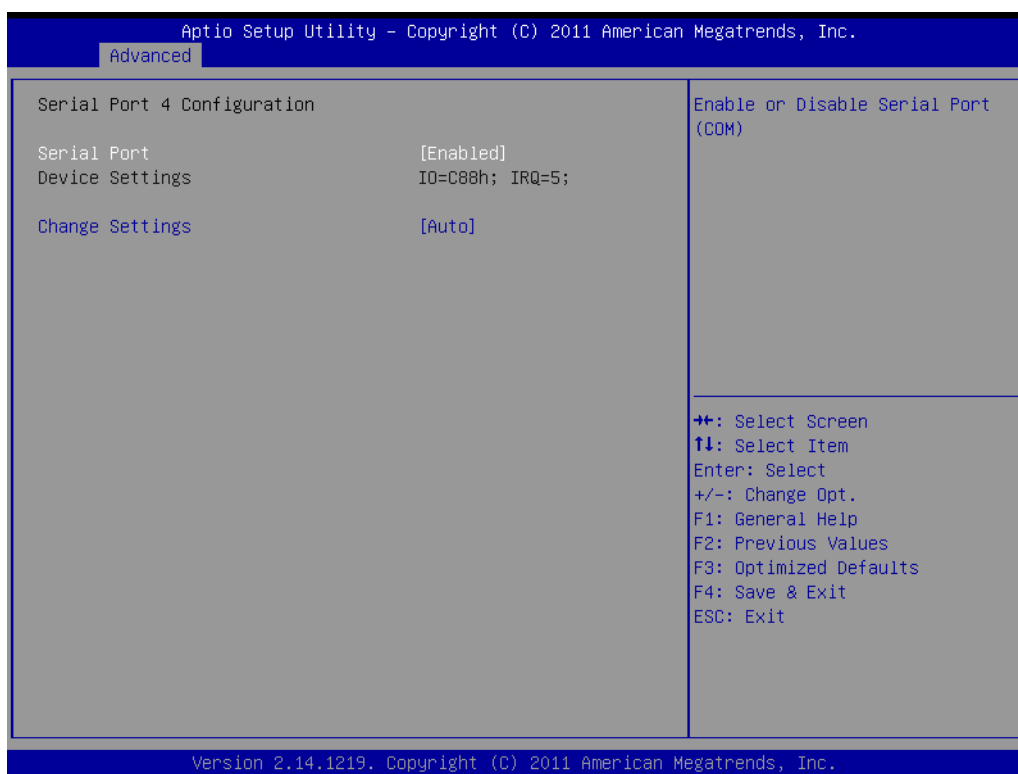 Aptio Setup Utility – Copyright (C) 2011 American Megatrends, Inc.
Advanced
Serial Port 4 Configuration
Serial Port [Enabled]
Device Settings IO=C88h; IRQ=5;
Change Settings [Auto]
Enable or Disable Serial Port
(COM)
→←: Select Screen
↑↓: Select Item
Enter: Select
+/-: Change Opt.
F1: General Help
F2: Previous Values
F3: Optimized Defaults
F4: Save & Exit
ESC: Exit
Version 2.14.1219. Copyright (C) 2011 American Megatrends, Inc.